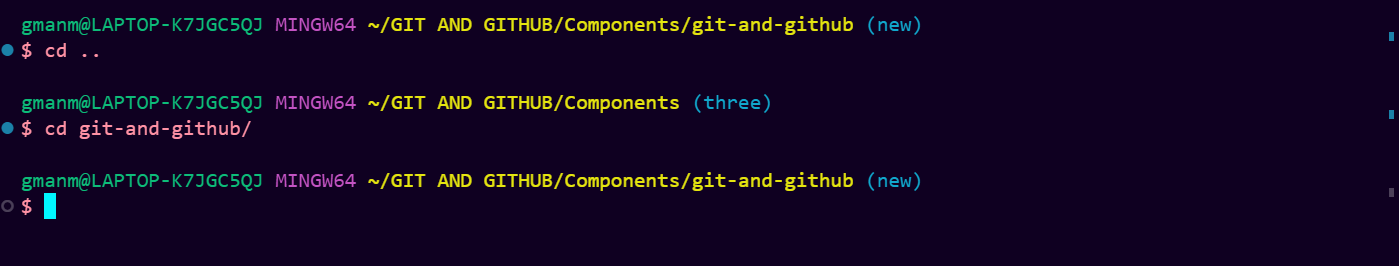 gmanm@LAPTOP-K7JGC5QJ MINGW64 ~/GIT AND GITHUB/Components/git-and-github (new)
$ cd ..
gmanm@LAPTOP-K7JGC5QJ MINGW64 ~/GIT AND GITHUB/Components (three)
$ cd git-and-github/
gmanm@LAPTOP-K7JGC5QJ MINGW64 ~/GIT AND GITHUB/Components/git-and-github (new)
$